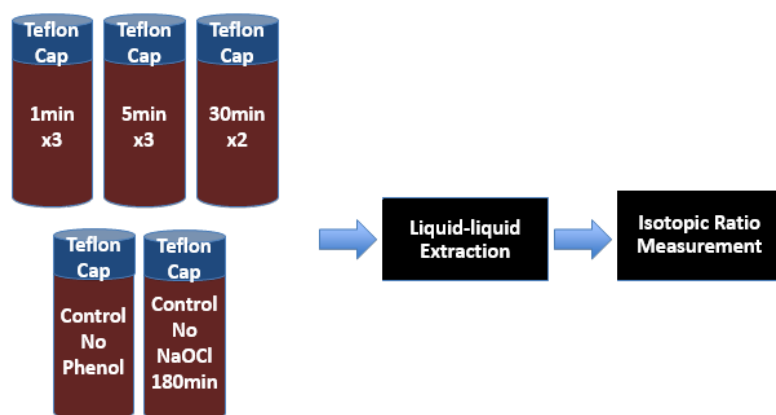 Teflon
Cap
1min
x3
Teflon
Cap
5min
x3
Teflon
Cap
30min
x2
Teflon
Cap
Control
No
Phenol
Teflon
Cap
Control
No
NaOCl
180min
Liquid-liquid
Extraction
Isotopic Ratio
Measurement